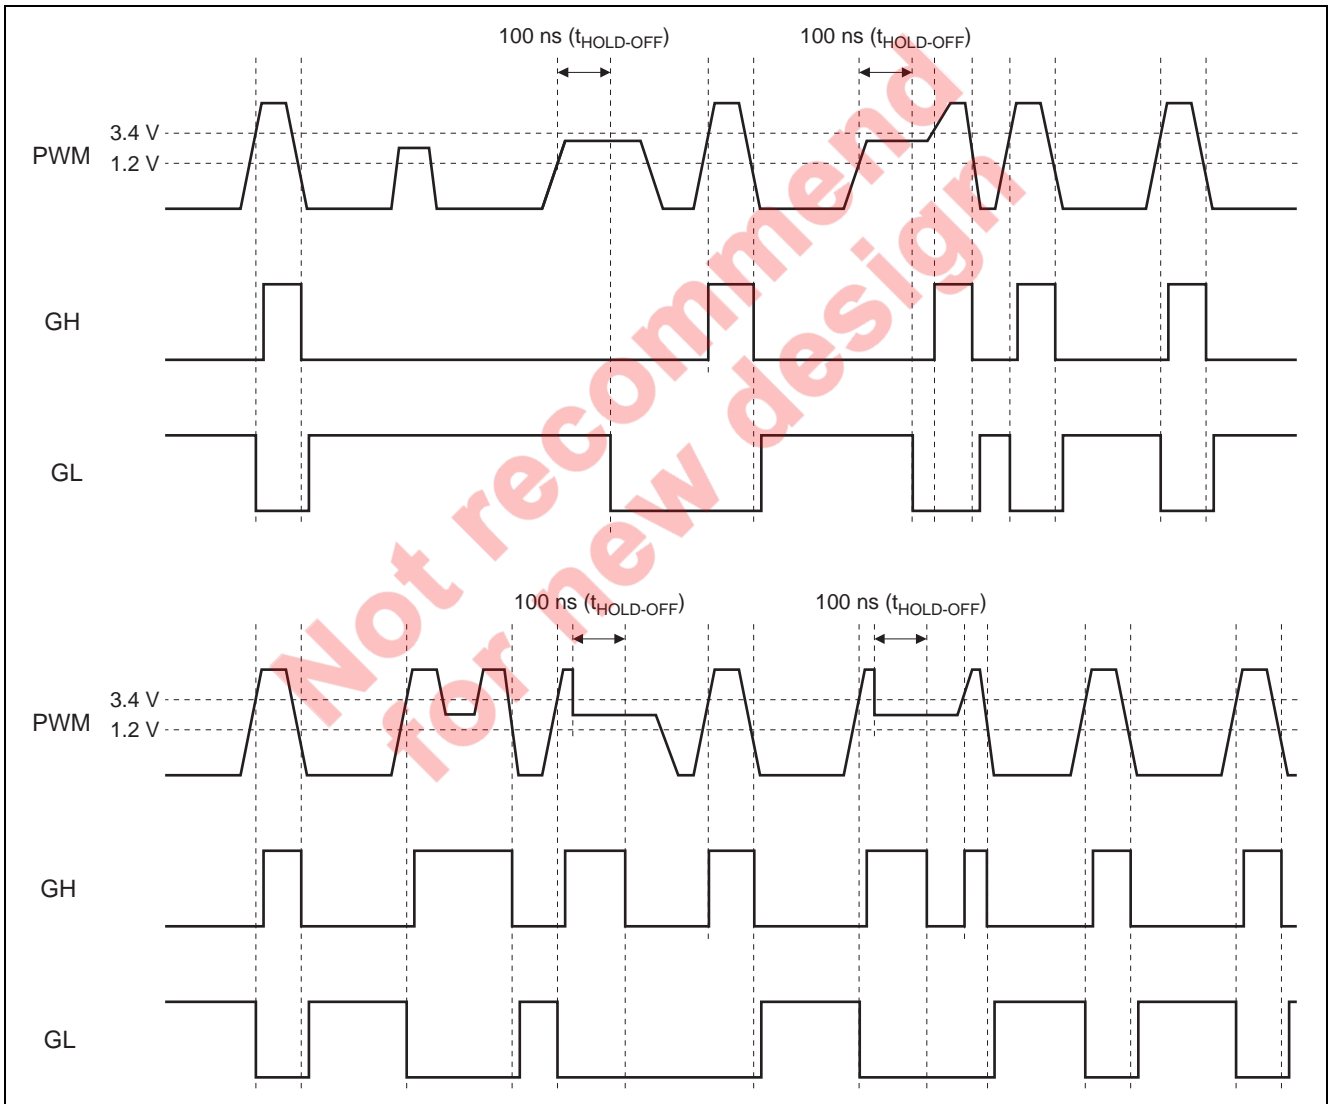 100 ns (tHOLD-OFF) 100 ns (tHOLD-OFF)
3.4 V
PWM
1.2 V
GH
GL
100 ns (tHOLD-OFF) 100 ns (tHOLD-OFF)
3.4 V
PWM
1.2 V
GH
GL
Not recommend
for new design